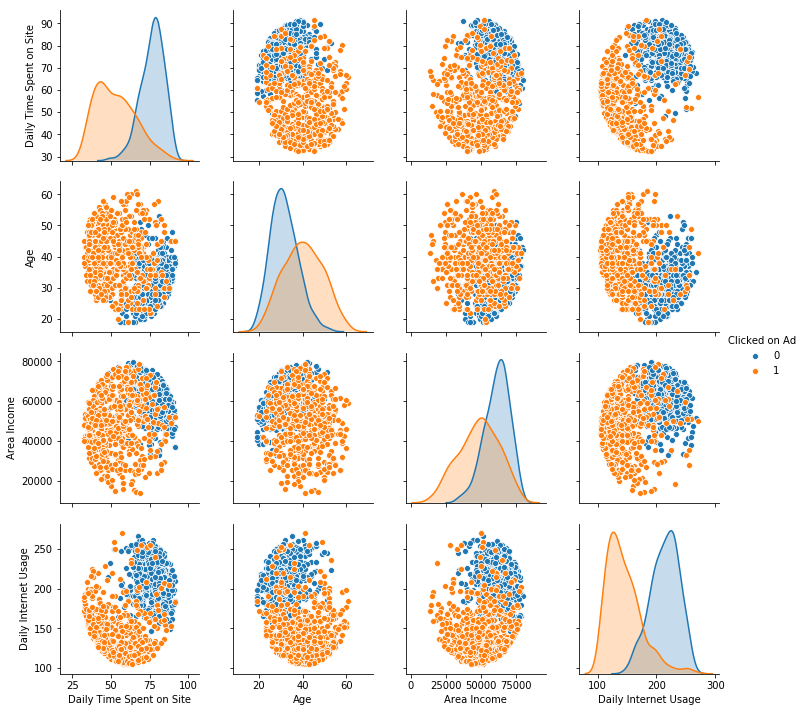 90
80
70
60
50
40
30
Daily Time Spent on Site
60
50
40
30
20
Age
Clicked on Ad
0
1
80000
60000
40000
20000
Area Income
250
200
150
100
Daily Internet Usage
25 50 75 100
20 40 60
0 25000 50000 75000
100 200 300
Daily Time Spent on Site
Age
Area Income
Daily Internet Usage